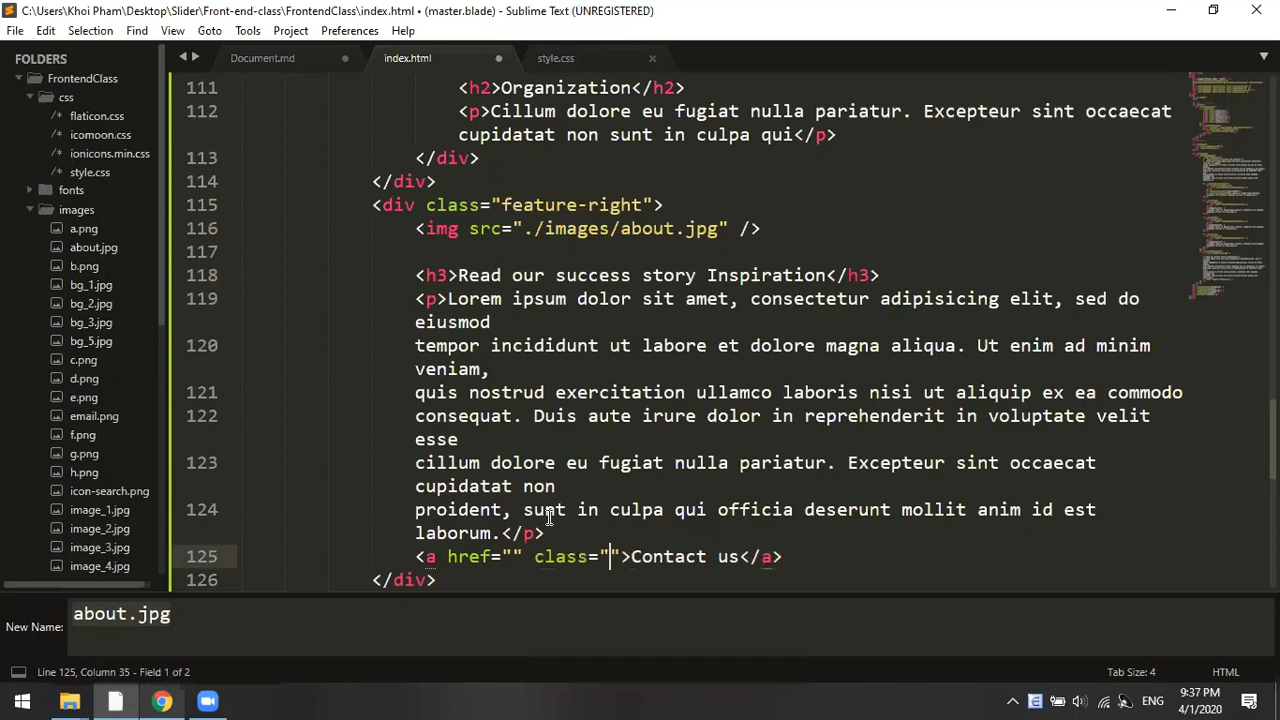 C:\Users\Khoi Pham\Desktop\Slider\Front-end-class\FrontendClass\index.html • (master.blade) - Sublime Text (UNREGISTERED)
File Edit Selection Find View Goto Tools Project Preferences Help
FOLDERS
FrontendClass
css
flaticon.css
icomoon.css
ionicons.min.css
style.css
fonts
images
a.png
about.jpg
b.png
bg_1.jpg
bg_2.jpg
bg_3.jpg
bg_5.jpg
c.png
d.png
e.png
email.png
f.png
g.png
h.png
icon-search.png
image_1.jpg
image_2.jpg
image_3.jpg
image_4.jpg
Document.md index.html style.css
111 <h2>Organization</h2>
112 <p>Cillum dolore eu fugiat nulla pariatur. Excepteur sint occaecat
cupidatat non sunt in culpa qui</p>
113 </div>
114 </div>
115 <div class="feature-right">
116 <img src="./images/about.jpg" />
117
118 <h3>Read our success story Inspiration</h3>
119 <p>Lorem ipsum dolor sit amet, consectetur adipisicing elit, sed do
eiusmod
120 tempor incididunt ut labore et dolore magna aliqua. Ut enim ad minim
veniam,
121 quis nostrud exercitation ullamco laboris nisi ut aliquip ex ea commodo
122 consequat. Duis aute irure dolor in reprehenderit in voluptate velit
esse
123 cillum dolore eu fugiat nulla pariatur. Excepteur sint occaecat
cupidatat non
124 proident, sunt in culpa qui officia deserunt mollit anim id est
laborum.</p>
125 <a href="" class="">Contact us</a>
126 </div>
New Name: about.jpg
Line 125, Column 35 - Field 1 of 2 Tab Size: 4 HTML
ENG 9:37 PM
4/1/2020